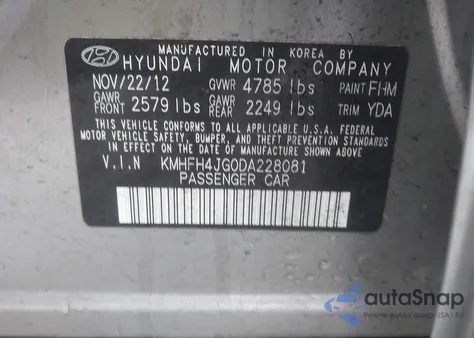 MANUFACTURED IN KOREA BY
HYUNDAI MOTOR COMPANY
NOV/22/12 GVWR 4785 lbs PAINT FHM
GAWR FRONT 2579 lbs GAWR REAR 2249 lbs TRIM YDA
THIS VEHICLE CONFORMS TO ALL APPLICABLE U.S.A. FEDERAL
MOTOR VEHICLE SAFETY, BUMPER, AND
THEFT PREVENTION STANDARDS IN EFFECT ON
THE DATE OF MANUFACTURE SHOWN ABOVE.
V.I.N KMHFH4JG0DA228081
PASSENGER CAR
autoSnap